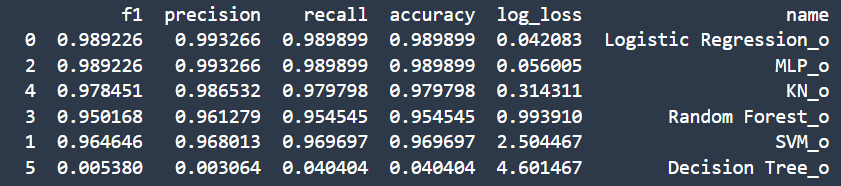 f1 precision recall accuracy log_loss name
0 0.989226 0.993266 0.989899 0.989899 0.042083 Logistic Regression_o
2 0.989226 0.993266 0.989899 0.989899 0.056005 MLP_o
4 0.978451 0.986532 0.979798 0.979798 0.314311 KN_o
3 0.950168 0.961279 0.954545 0.954545 0.993910 Random Forest_o
1 0.964646 0.968013 0.969697 0.969697 2.504467 SVM_o
5 0.005380 0.003064 0.040404 0.040404 4.601467 Decision Tree_o